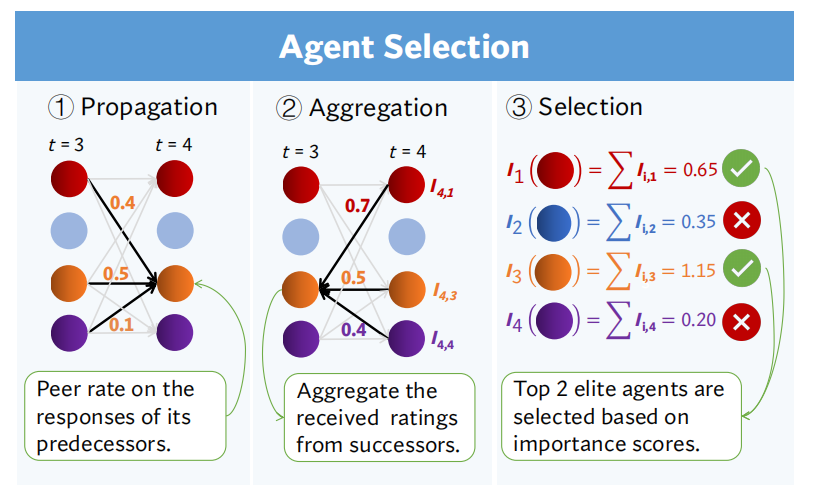 Agent Selection
① Propagation
t = 3 t = 4
0.4
0.5
0.1
Peer rate on the
responses of its
predecessors.
② Aggregation
t = 3 t = 4
I4,1
0.7
0.5
I4,3
0.4
I4,4
Aggregate the
received ratings
from successors.
③ Selection
I1 ( ) = ∑ Ii,1 = 0.65
I2 ( ) = ∑ Ii,2 = 0.35
I3 ( ) = ∑ Ii,3 = 1.15
I4 ( ) = ∑ Ii,4 = 0.20
Top 2 elite agents are
selected based on
importance scores.